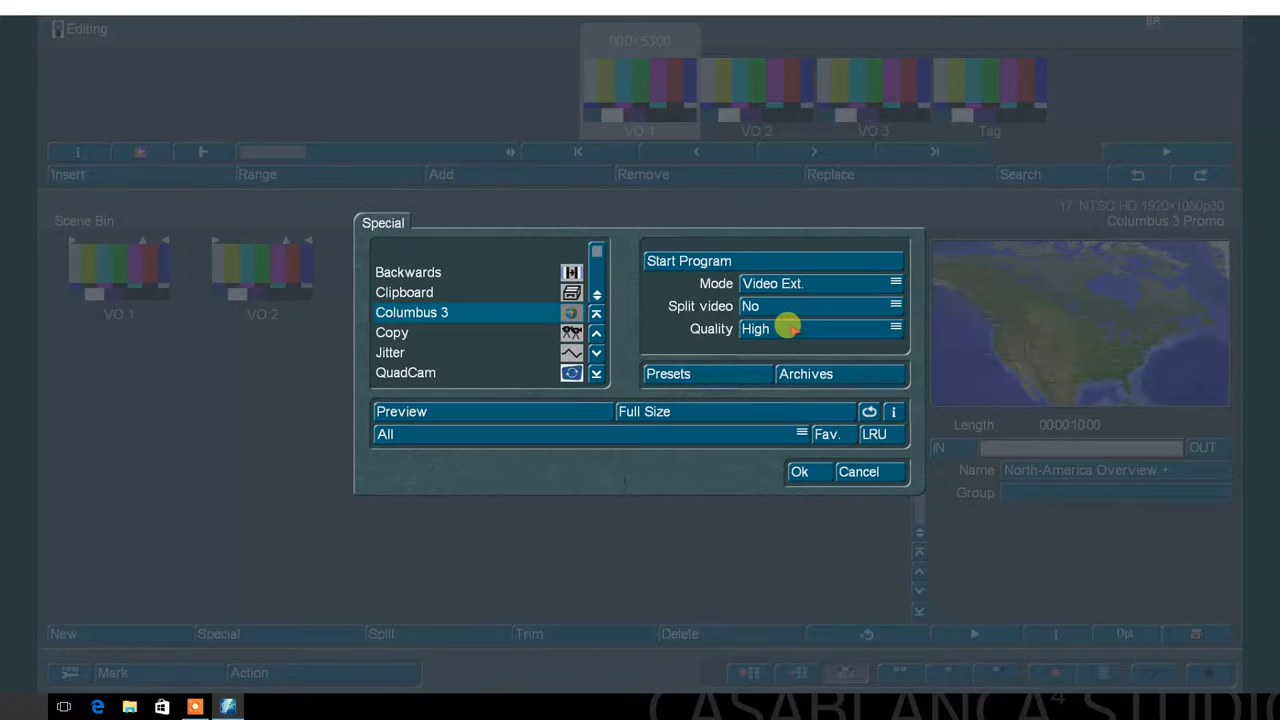 Editing
SR
00:01:53:00
VO 1
VO 2
VO 3
Tag
i
Insert
Range
Add
Remove
Replace
Search
Scene Bin
17: NTSC HD 1920×1080p30
Columbus 3 Promo
VO 1
VO 2
Special
Backwards
Clipboard
Columbus 3
Copy
Jitter
QuadCam
Start Program
Mode Video Ext.
Split video No
Quality High
Presets Archives
Preview Full Size i
All Fav. LRU
Ok Cancel
Length 00:00:10:00
IN OUT
Name North-America Overview +
Group
New Special Split Trim Delete i Opt
Mark Action
CASABLANCA⁴ STUDIO